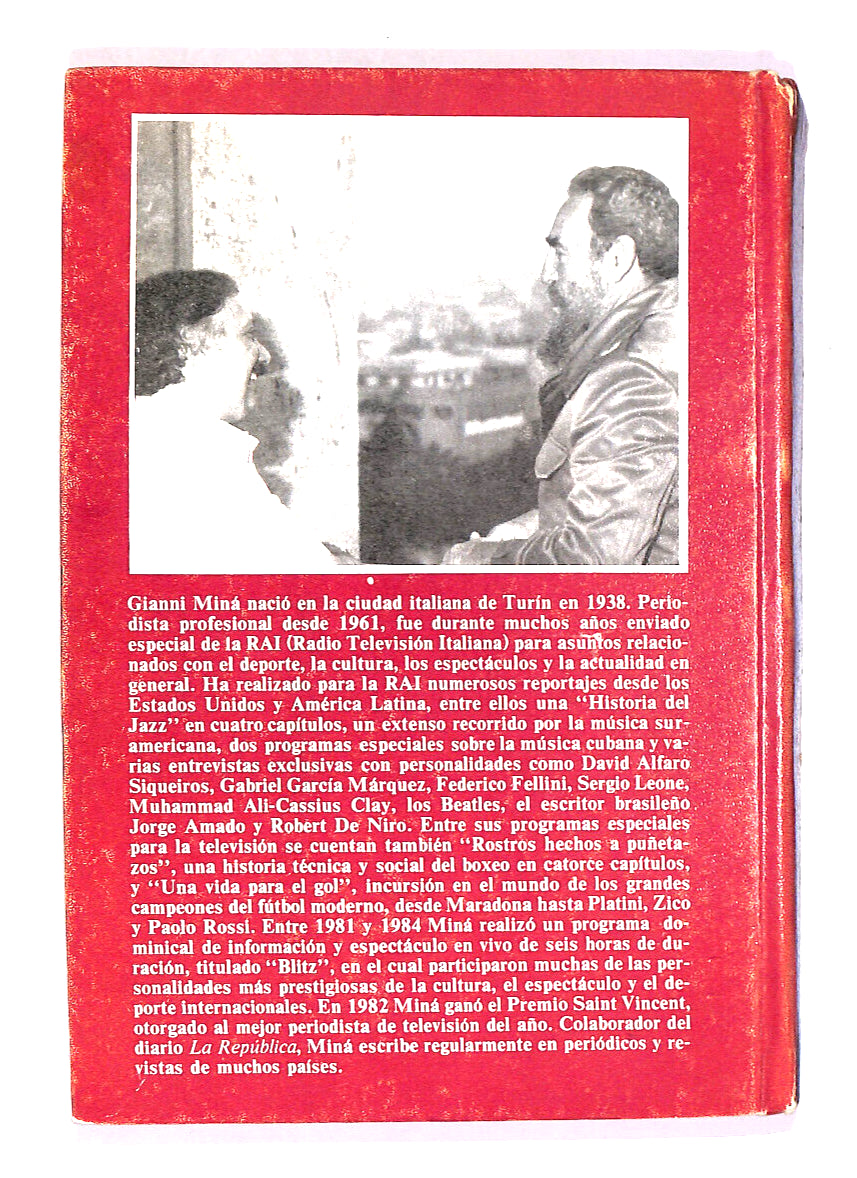 Gianni Miná nació en la ciudad italiana de Turín en 1938. Perio-
dista profesional desde 1961, fue durante muchos años enviado
especial de la RAI (Radio Televisión Italiana) para asuntos relacio-
nados con el deporte, la cultura, los espectáculos y la actualidad en
general. Ha realizado para la RAI numerosos reportajes desde los
Estados Unidos y América Latina, entre ellos una “Historia del
Jazz” en cuatro capítulos, un extenso recorrido por la música sur-
americana, dos programas especiales sobre la música cubana y va-
rias entrevistas exclusivas con personalidades como David Alfaro
Siqueiros, Gabriel García Márquez, Federico Fellini, Sergio Leone,
Muhammad Ali-Cassius Clay, los Beatles, el escritor brasileño
Jorge Amado y Robert De Niro. Entre sus programas especiales
para la televisión se cuentan también “Rostros hechos a puñeta-
zos”, una historia técnica y social del boxeo en catorce capítulos,
y “Una vida para el gol”, incursión en el mundo de los grandes
campeones del fútbol moderno, desde Maradona hasta Platini, Zico
y Paolo Rossi. Entre 1981 y 1984 Miná realizó un programa do-
minical de información y espectáculo en vivo de seis horas de du-
ración, titulado “Blitz”, en el cual participaron muchas de las per-
sonalidades más prestigiosas de la cultura, el espectáculo y el de-
porte internacionales. En 1982 Miná ganó el Premio Saint Vincent,
otorgado al mejor periodista de televisión del año. Colaborador del
diario La República, Miná escribe regularmente en periódicos y re-
vistas de muchos países.